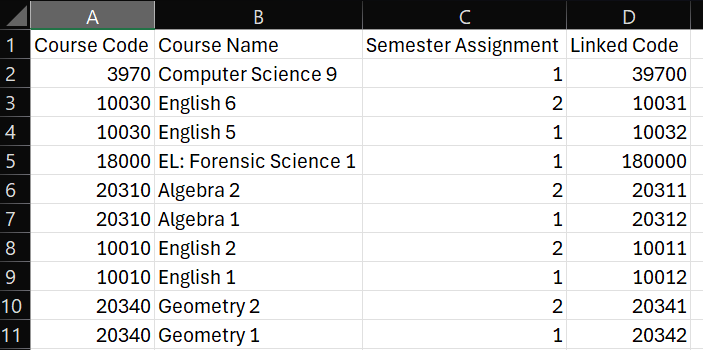 A B C D
1 Course Code Course Name Semester Assignment Linked Code
2 3970 Computer Science 9 1 39700
3 10030 English 6 2 10031
4 10030 English 5 1 10032
5 18000 EL: Forensic Science 1 1 180000
6 20310 Algebra 2 2 20311
7 20310 Algebra 1 1 20312
8 10010 English 2 2 10011
9 10010 English 1 1 10012
10 20340 Geometry 2 2 20341
11 20340 Geometry 1 1 20342